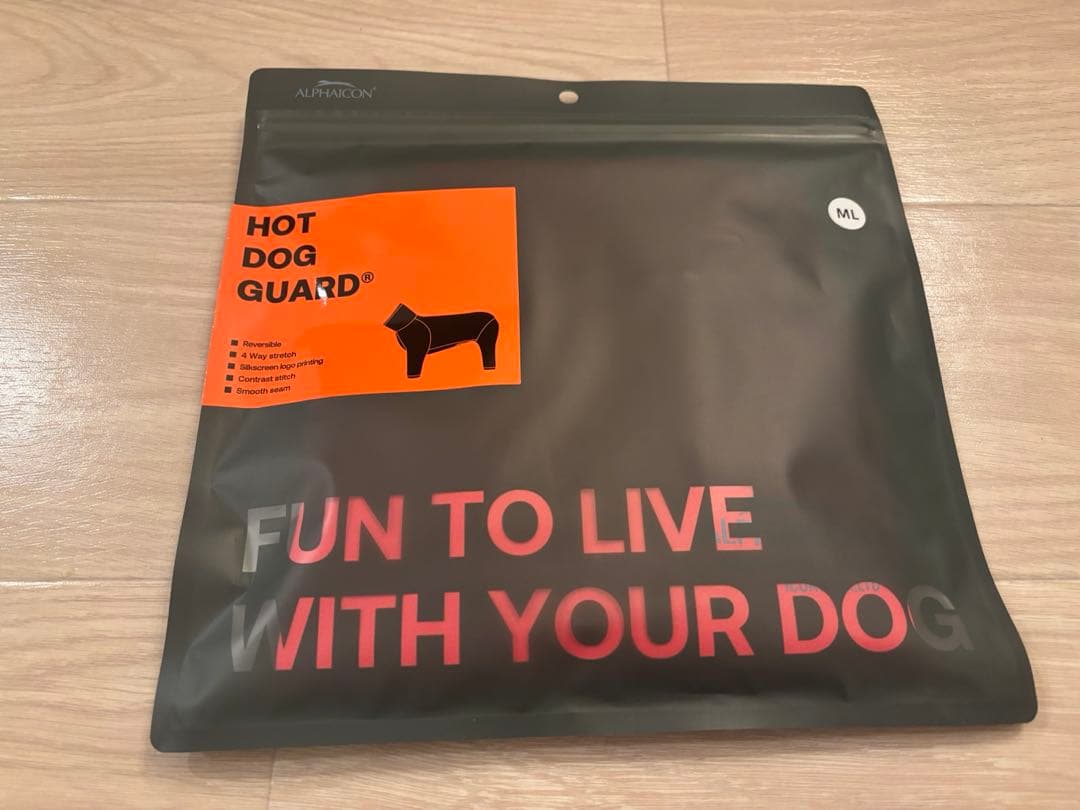 ALPHAICON®
ML
HOT
DOG
GUARD®
Reversible
4 Way stretch
Silkscreen logo printing
Contrast stitch
Smooth seam
FUN TO LIVE
WITH YOUR DOG